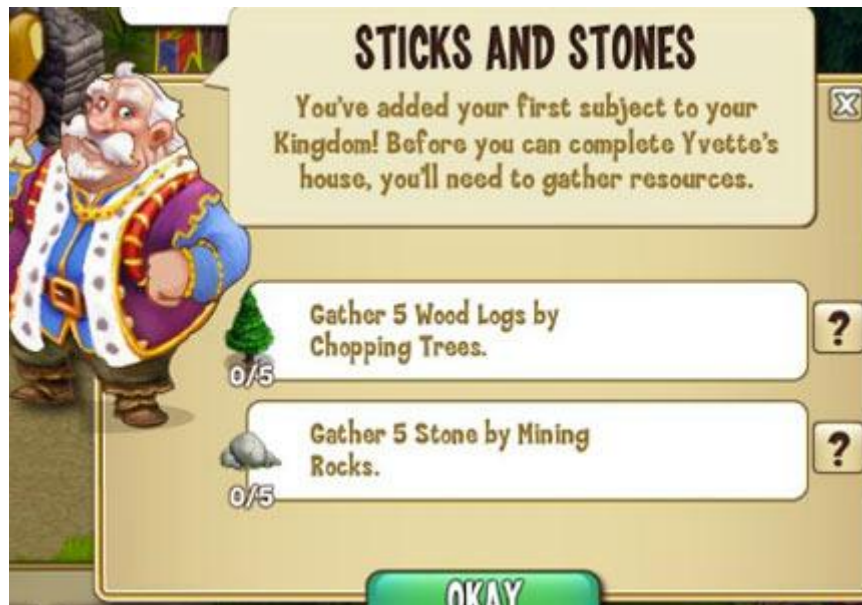 STICKS AND STONES
You've added your first subject to your
Kingdom! Before you can complete Yvette's
house, you'll need to gather resources.
Gather 5 Wood Logs by
Chopping Trees.
?
0/5
Gather 5 Stone by Mining
Rocks.
?
0/5
OKAY